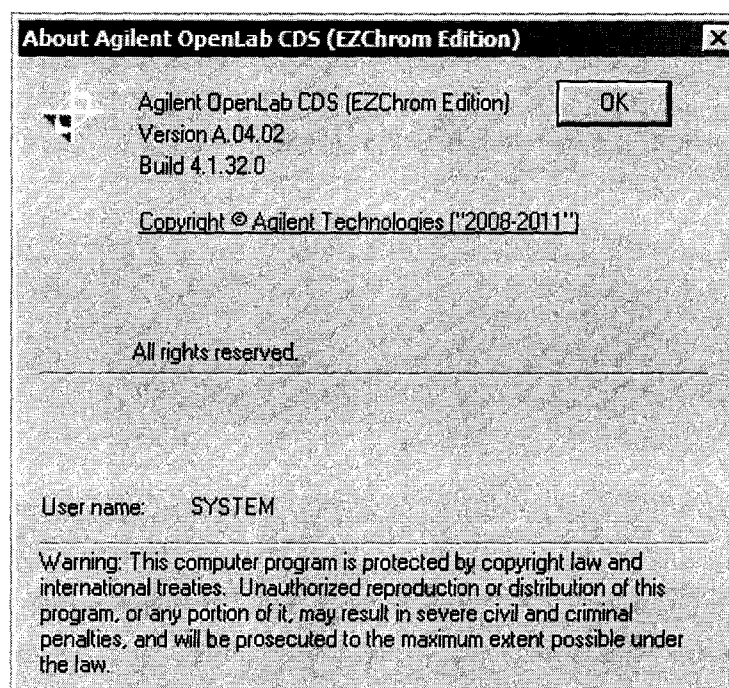 About Agilent OpenLab CDS (EZChrom Edition)
Agilent OpenLab CDS (EZChrom Edition)
OK
Version A.04.02
Build 4.1.32.0
Copyright © Agilent Technologies ("2008-2011")
All rights reserved.
User name: SYSTEM
Warning: This computer program is protected by copyright law and
international treaties. Unauthorized reproduction or distribution of this
program, or any portion of it, may result in severe civil and criminal
penalties, and will be prosecuted to the maximum extent possible under
the law.